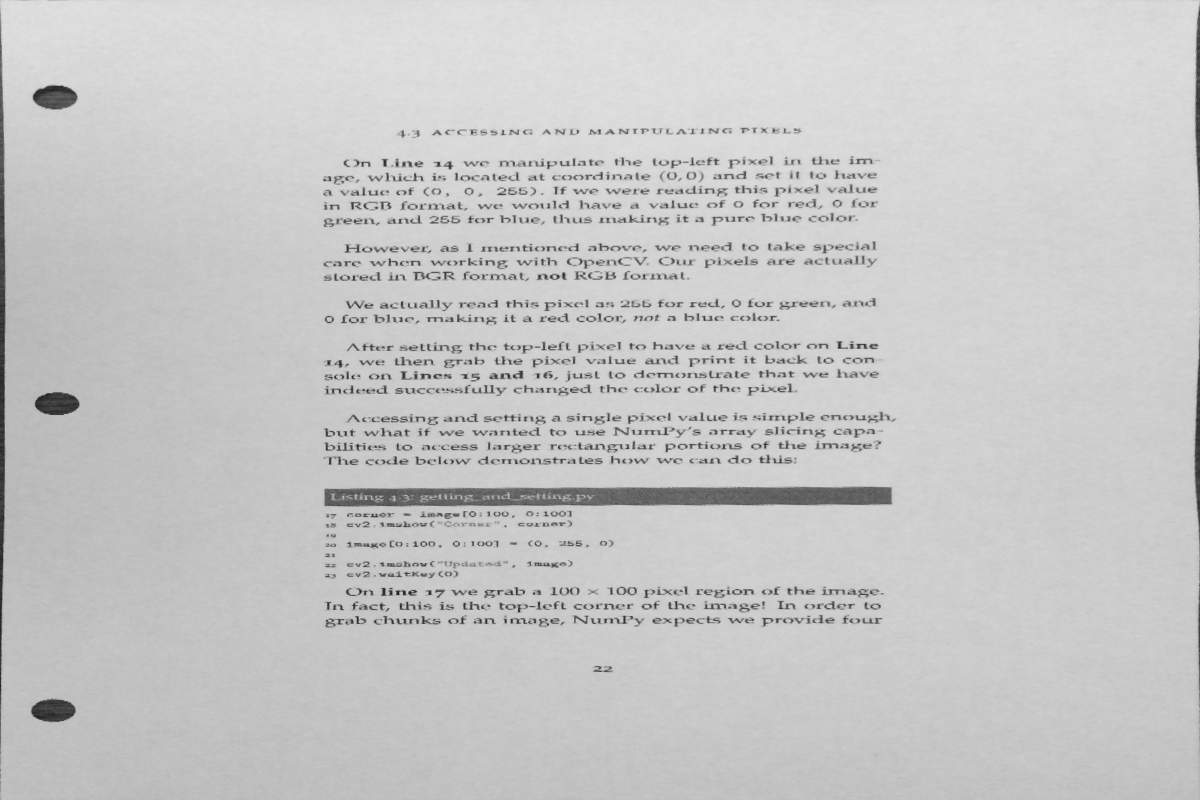 4.3 ACCESSING AND MANIPULATING PIXELS
On Line 14 we manipulate the top-left pixel in the im-
age, which is located at coordinate (0,0) and set it to have
a value of (0, 0, 255). If we were reading this pixel value
in RGB format, we would have a value of 0 for red, 0 for
green, and 255 for blue, thus making it a pure blue color.
However, as I mentioned above, we need to take special
care when working with OpenCV. Our pixels are actually
stored in BGR format, not RGB format.
We actually read this pixel as 255 for red, 0 for green, and
0 for blue, making it a red color, not a blue color.
After setting the top-left pixel to have a red color on Line
14, we then grab the pixel value and print it back to con-
sole on Lines 15 and 16, just to demonstrate that we have
indeed successfully changed the color of the pixel.
Accessing and setting a single pixel value is simple enough,
but what if we wanted to use NumPy's array slicing capa-
bilities to access larger rectangular portions of the image?
The code below demonstrates how we can do this:
Listing 4.3: getting_and_setting.py
17 corner = image[0:100, 0:100]
18 cv2.imshow("Corner", corner)
19
20 image[0:100, 0:100] = (0, 255, 0)
21
22 cv2.imshow("Updated", image)
23 cv2.waitKey(0)
On line 17 we grab a 100 × 100 pixel region of the image.
In fact, this is the top-left corner of the image! In order to
grab chunks of an image, NumPy expects we provide four
22